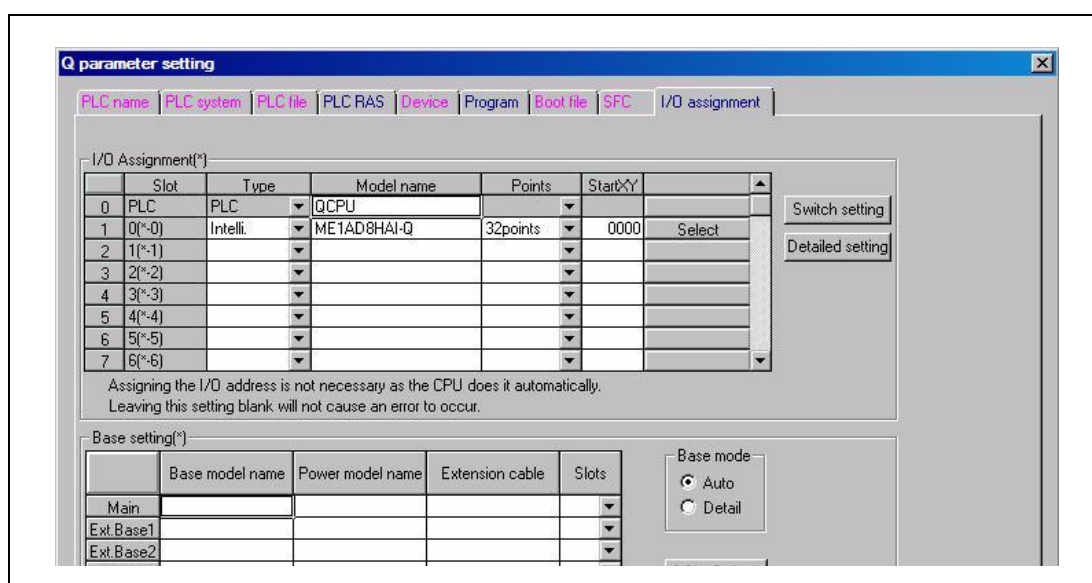 Q parameter setting
PLC name PLC system PLC file PLC RAS Device Program Boot file SFC I/O assignment
I/O Assignment(*)
Slot Type Model name Points StartXY
0 PLC PLC QCPU
1 0(*-0) Intelli. ME1AD8HAI-Q 32points 0000 Select
2 1(*-1)
3 2(*-2)
4 3(*-3)
5 4(*-4)
6 5(*-5)
7 6(*-6)
Switch setting
Detailed setting
Assigning the I/O address is not necessary as the CPU does it automatically.
Leaving this setting blank will not cause an error to occur.
Base setting(*)
Base model name Power model name Extension cable Slots
Main
Ext.Base1
Ext.Base2
Base mode
Auto
Detail